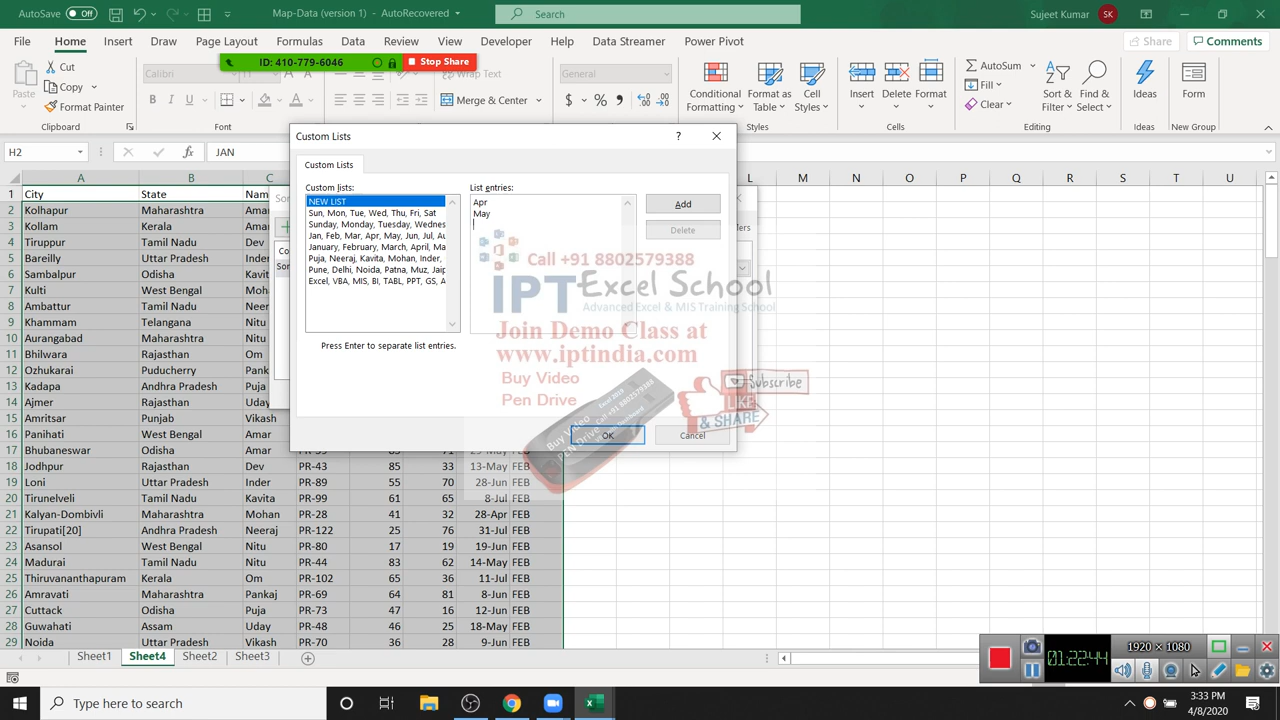 AutoSave Off Map-Data (version 1) - AutoRecovered Search Sujeet Kumar SK
File Home Insert Draw Page Layout Formulas Data Review View Developer Help Data Streamer Power Pivot Share Comments
ID: 410-779-6046 Stop Share
Paste Cut Copy Format Painter
Calibri B I U
Wrap Text Merge & Center
General $ %
Conditional Formatting Format as Table Cell Styles
Insert Delete Format
AutoSum Fill Clear
Sort & Filter Find & Select Ideas Form
Font Styles Cells Editing Ideas New Group
H2 fx JAN
Custom Lists ?
Custom Lists
Custom lists: List entries:
NEW LIST
Sun, Mon, Tue, Wed, Thu, Fri, Sat
Sunday, Monday, Tuesday, Wednes
Jan, Feb, Mar, Apr, May, Jun, Jul, Au
January, February, March, April, Ma
Puja, Neeraj, Kavita, Mohan, Inder,
Pune, Delhi, Noida, Patna, Muz, Jaip
Excel, VBA, MIS, BI, TABL, PPT, GS, A
Apr
May
Add
Delete
Press Enter to separate list entries.
OK Cancel
Call +91 8802579388
IPT Excel School
Advanced Excel & MIS Training School
Join Demo Class at
www.iptindia.com
Buy Video
Pen Drive
Subscribe
LIKE
& SHARE
A B C L M N O P Q R S T U
1 City State Nam
2 Kolhapur Maharashtra Amar
3 Kollam Kerala Amar
4 Tiruppur Tamil Nadu Dev
5 Bareilly Uttar Pradesh Inder
6 Sambalpur Odisha Kavita
7 Kulti West Bengal Moha
8 Ambattur Tamil Nadu
9 Khammam Telangana
10 Aurangabad Maharashtra
11 Bhilwara Rajasthan Om
12 Ozhukarai Puducherry
13 Kadapa Andhra Pradesh
14 Ajmer Rajasthan Uday
15 Amritsar Punjab Vikash
16 Panihati West Bengal Amar
17 Bhubaneswar Odisha Dev PR-
18 Jodhpur Rajasthan Dev PR-43 85 33 13-May FEB
19 Loni Uttar Pradesh Inder PR-89 55 70 28-Jun FEB
20 Tirunelveli Tamil Nadu Kavita PR-99 61 65 8-Jul FEB
21 Kalyan-Dombivli Maharashtra Mohan PR-28 41 32 28-Apr FEB
22 Tirupati[20] Andhra Pradesh Neeraj PR-122 25 76 31-Jul FEB
23 Asansol West Bengal Nitu PR-80 17 19 19-Jun FEB
24 Madurai Tamil Nadu Nitu PR-44 83 62 14-May FEB
25 Thiruvananthapuram Kerala Om PR-102 65 36 11-Jul FEB
26 Amravati Maharashtra Pankaj PR-69 64 81 8-Jun FEB
27 Cuttack Odisha Puja PR-73 47 16 12-Jun FEB
28 Guwahati Assam Uday PR-48 46 25 18-May FEB
29 Noida Uttar Pradesh Vikash PR-70 36 28 9-Jun FEB
Sheet1 Sheet4 Sheet2 Sheet3
01:22:44 1920 × 1080
Type here to search
3:33 PM
4/8/2020